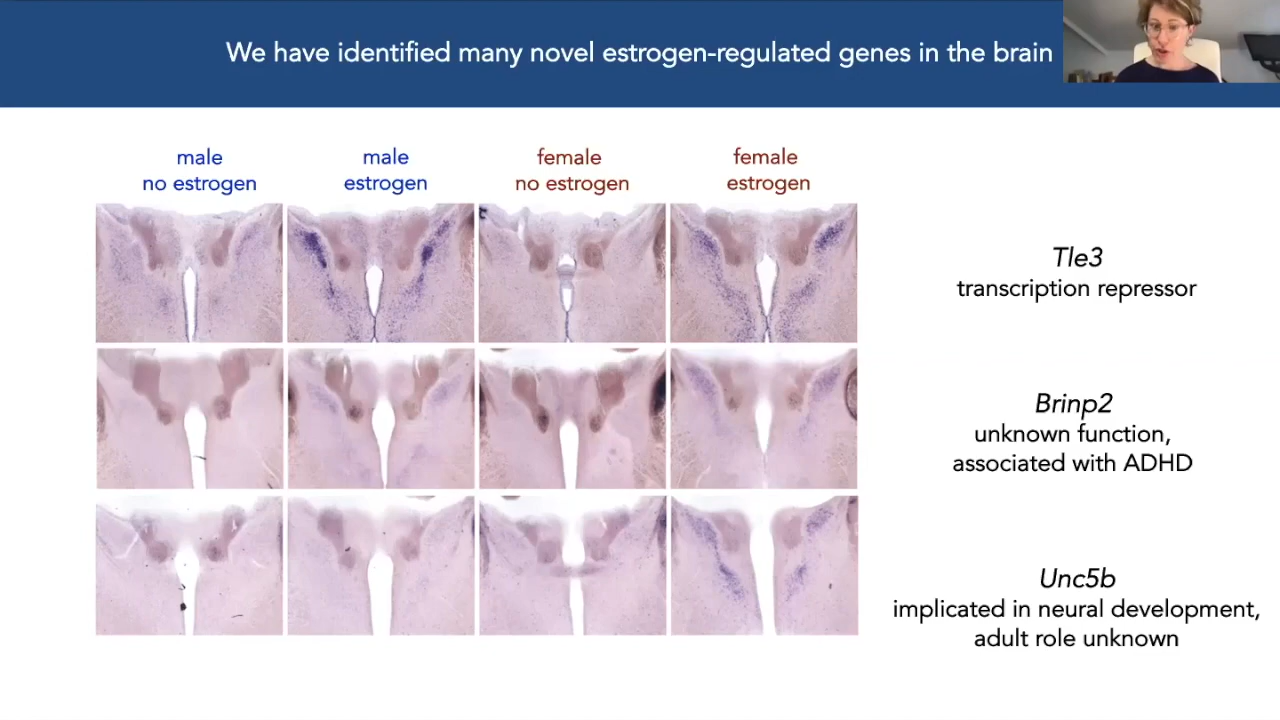 We have identified many novel estrogen-regulated genes in the brain
male
no estrogen
male
estrogen
female
no estrogen
female
estrogen
Tle3
transcription repressor
Brinp2
unknown function,
associated with ADHD
Unc5b
implicated in neural development,
adult role unknown